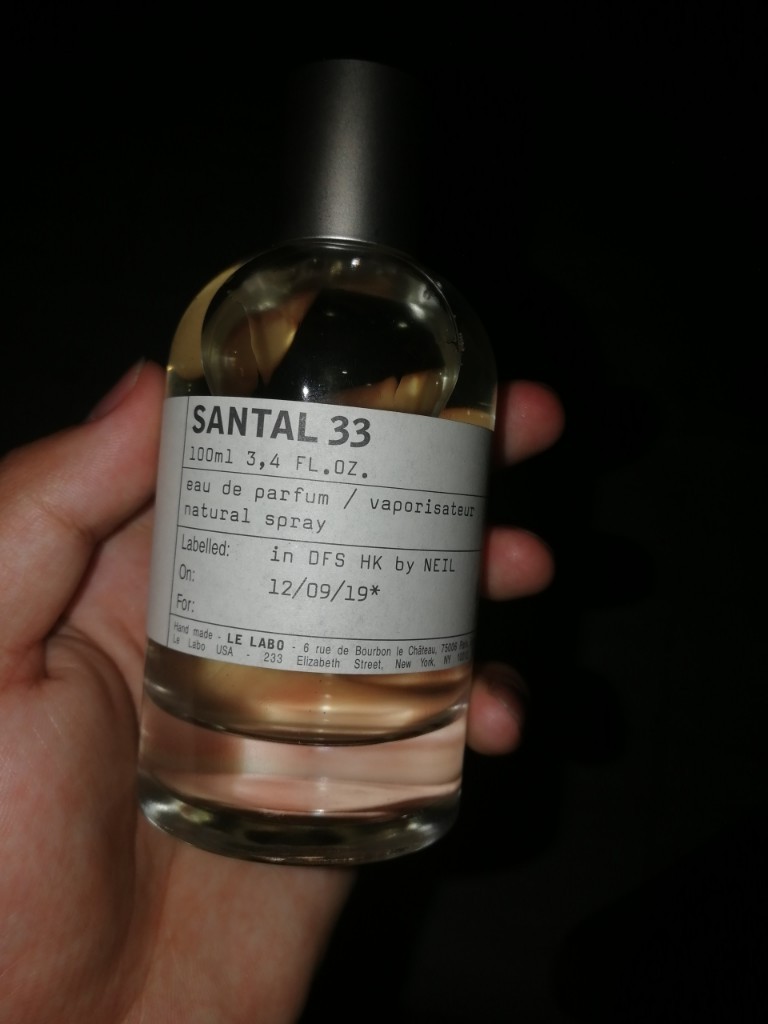 SANTAL 33
100ml 3,4 FL.OZ.
eau de parfum / vaporisateur
natural spray
Labelled: in DFS HK by NEIL
On: 12/09/19*
For:
Hand made - LE LABO - 6 rue de Bourbon le Château, 75006
Le Labo USA - 233 Elizabeth Street, New York, NY